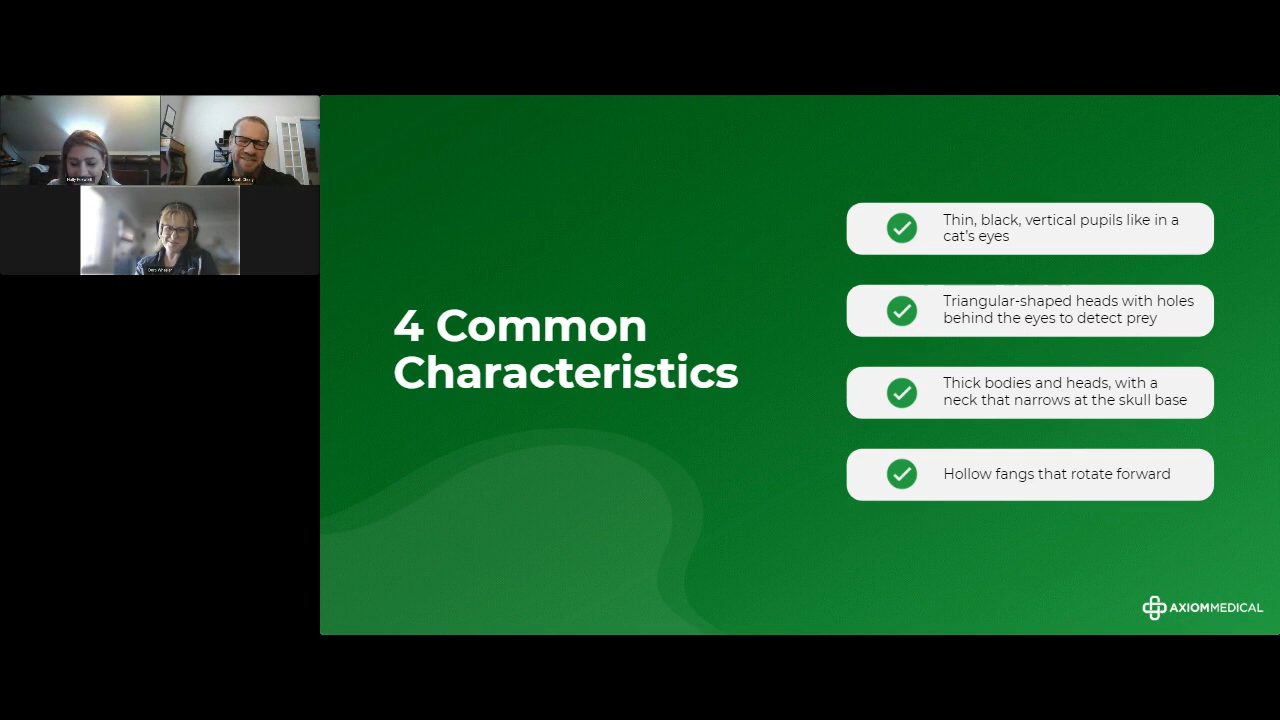 4 Common
Characteristics
Thin, black, vertical pupils like in a
cat's eyes
Triangular-shaped heads with holes
behind the eyes to detect prey
Thick bodies and heads, with a
neck that narrows at the skull base
Hollow fangs that rotate forward
AXIOMMEDICAL